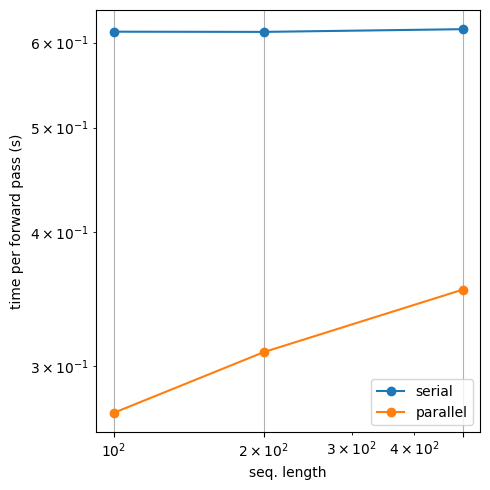 6 × 10⁻¹
5 × 10⁻¹
4 × 10⁻¹
3 × 10⁻¹
time per forward pass (s)
serial
parallel
10² 2 × 10² 3 × 10² 4 × 10²
seq. length